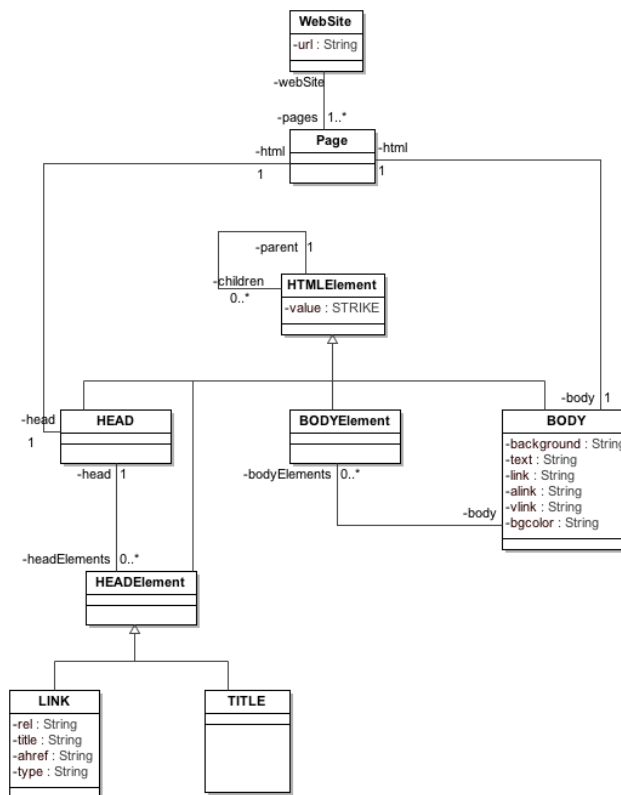 WebSite
-url : String
-webSite
-pages 1..*
Page
-html
1
-html
1
-parent 1
-children
0..*
HTMLElement
-value : STRIKE
-head
1
HEAD
-head 1
BODYElement
-bodyElements 0..*
-body 1
BODY
-background : String
-text : String
-link : String
-alink : String
-vlink : String
-bgcolor : String
-body
-headElements 0..*
HEADElement
LINK
-rel : String
-title : String
-ahref : String
-type : String
TITLE